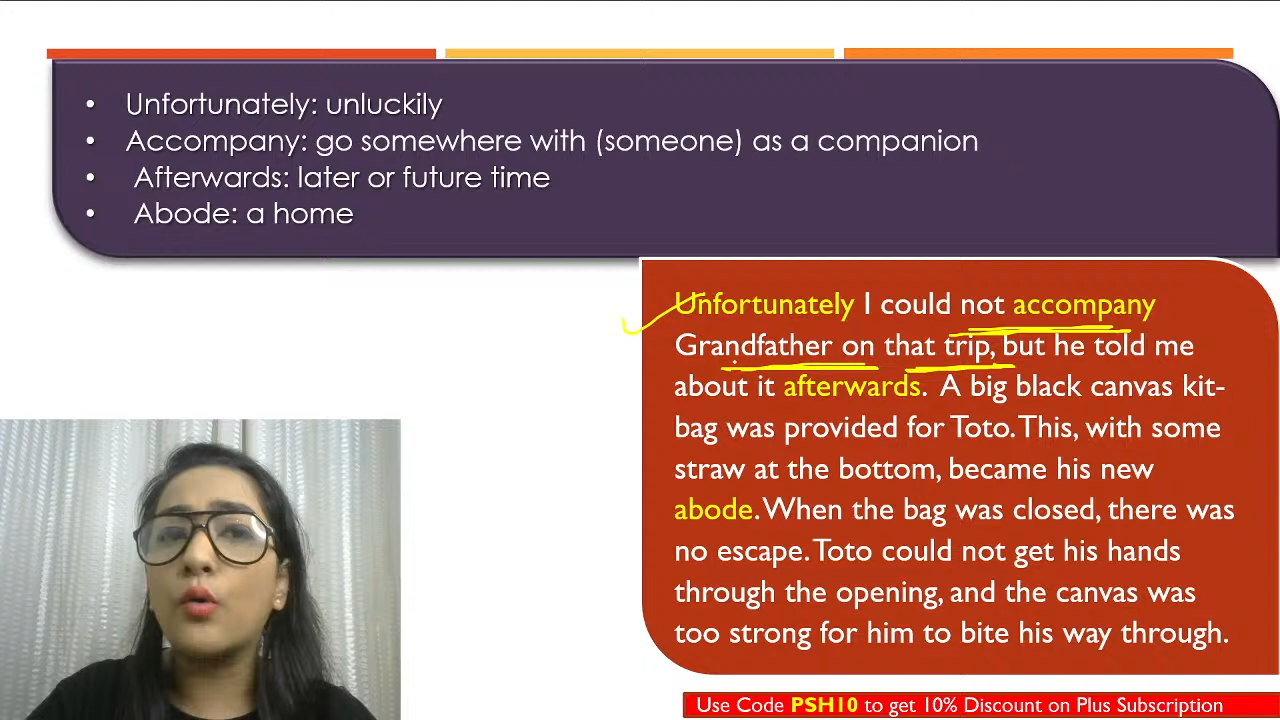 • Unfortunately: unluckily
• Accompany: go somewhere with (someone) as a companion
• Afterwards: later or future time
• Abode: a home
Unfortunately I could not accompany
Grandfather on that trip, but he told me
about it afterwards. A big black canvas kit-
bag was provided for Toto. This, with some
straw at the bottom, became his new
abode. When the bag was closed, there was
no escape. Toto could not get his hands
through the opening, and the canvas was
too strong for him to bite his way through.
Use Code PSH10 to get 10% Discount on Plus Subscription